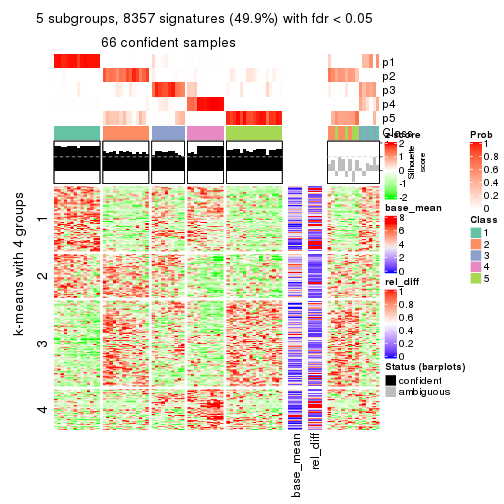 5 subgroups, 8357 signatures (49.9%) with fdr < 0.05
66 confident samples
p1
p2
p3
p4
p5
Class
Silhouette
score
k-means with 4 groups
1
2
3
4
base_mean
rel_diff
z-score
2
1
0
-1
-2
base_mean
8
6
4
2
0
rel_diff
1
0.8
0.6
0.4
0.2
0
Status (barplots)
confident
ambiguous
Prob
1
0.8
0.6
0.4
0.2
0
Class
1
2
3
4
5